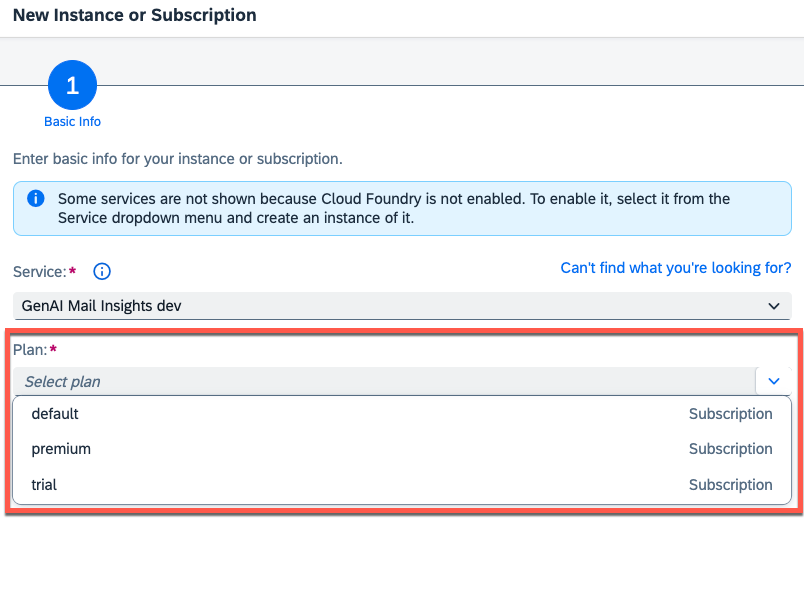 New Instance or Subscription
1
Basic Info
Enter basic info for your instance or subscription.
Some services are not shown because Cloud Foundry is not enabled. To enable it, select it from the
Service dropdown menu and create an instance of it.
Service:*
Can't find what you're looking for?
GenAI Mail Insights dev
Plan:*
Select plan
default Subscription
premium Subscription
trial Subscription